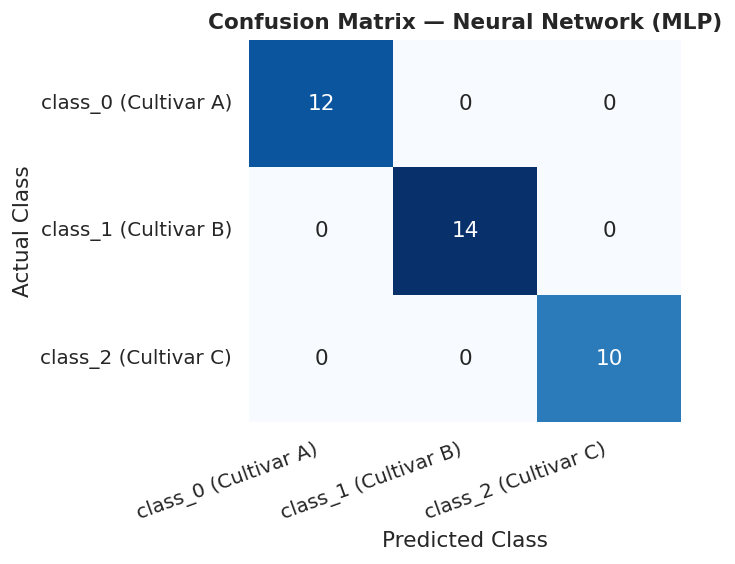 Confusion Matrix — Neural Network (MLP)
Actual Class
class_0 (Cultivar A)
12 0 0
class_1 (Cultivar B)
0 14 0
class_2 (Cultivar C)
0 0 10
class_0 (Cultivar A)
class_1 (Cultivar B)
class_2 (Cultivar C)
Predicted Class